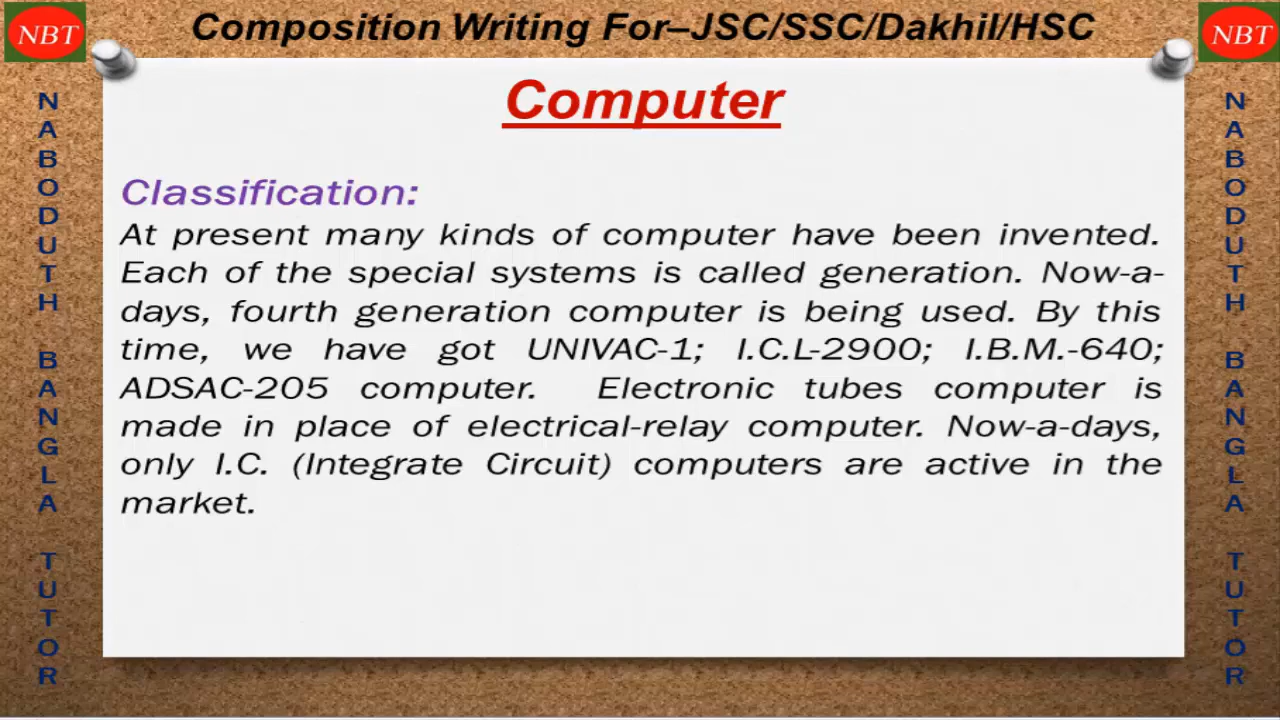 NBT
Composition Writing For–JSC/SSC/Dakhil/HSC
NBT
Computer
Classification:
At present many kinds of computer have been invented.
Each of the special systems is called generation. Now-a-
days, fourth generation computer is being used. By this
time, we have got UNIVAC-1; I.C.L-2900; I.B.M.-640;
ADSAC-205 computer. Electronic tubes computer is
made in place of electrical-relay computer. Now-a-days,
only I.C. (Integrate Circuit) computers are active in the
market.
NABODUTH BANGLA TUTOR
NABODUTH BANGLA TUTOR